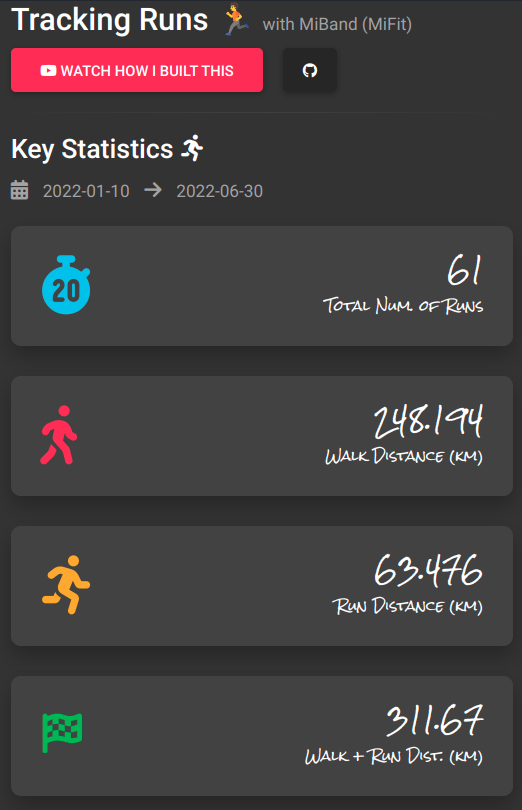 Tracking Runs 🏃 with MiBand (MiFit)
WATCH HOW I BUILT THIS
Key Statistics
2022-01-10 → 2022-06-30
20
61
Total Num. of Runs
248.194
Walk Distance (km)
63.476
Run Distance (km)
311.67
Walk + Run Dist. (km)